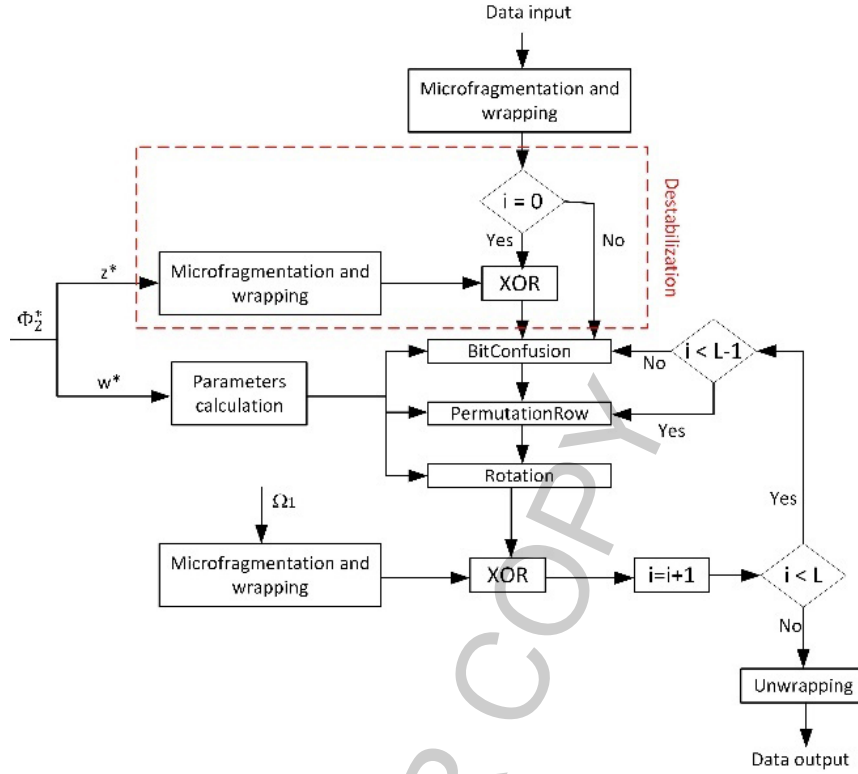 Data input
Microfragmentation and
wrapping
Destabilization
i = 0
Yes
No
z*
Microfragmentation and
wrapping
XOR
Φ₂*
BitConfusion
No
i < L-1
w*
Parameters
calculation
PermutationRow
Yes
Rotation
Ω1
Yes
Microfragmentation and
wrapping
XOR
i=i+1
i < L
No
Unwrapping
Data output
COPY